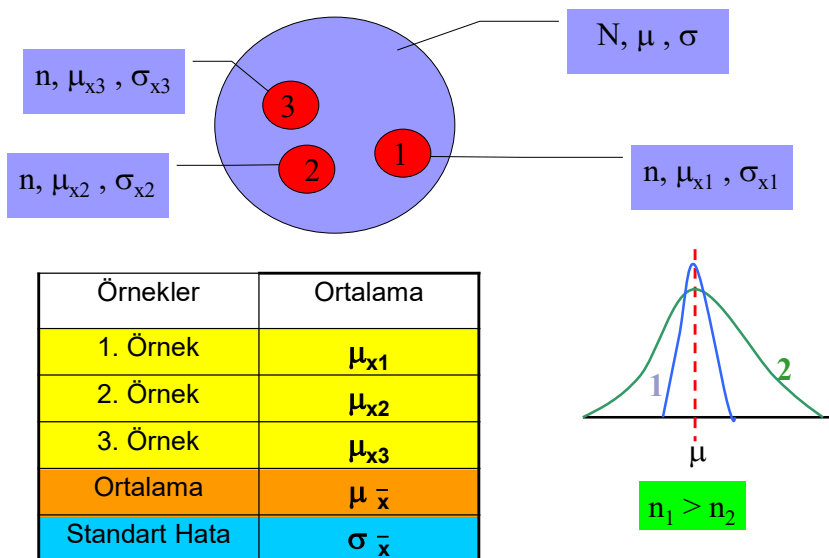 N, μ , σ
n, μx3 , σx3
3
1
2
n, μx2 , σx2
n, μx1 , σx1
Örnekler Ortalama
1. Örnek μx1
2. Örnek μx2
3. Örnek μx3
Ortalama μ x̄
Standart Hata σ x̄
1 2
μ
n1 > n2